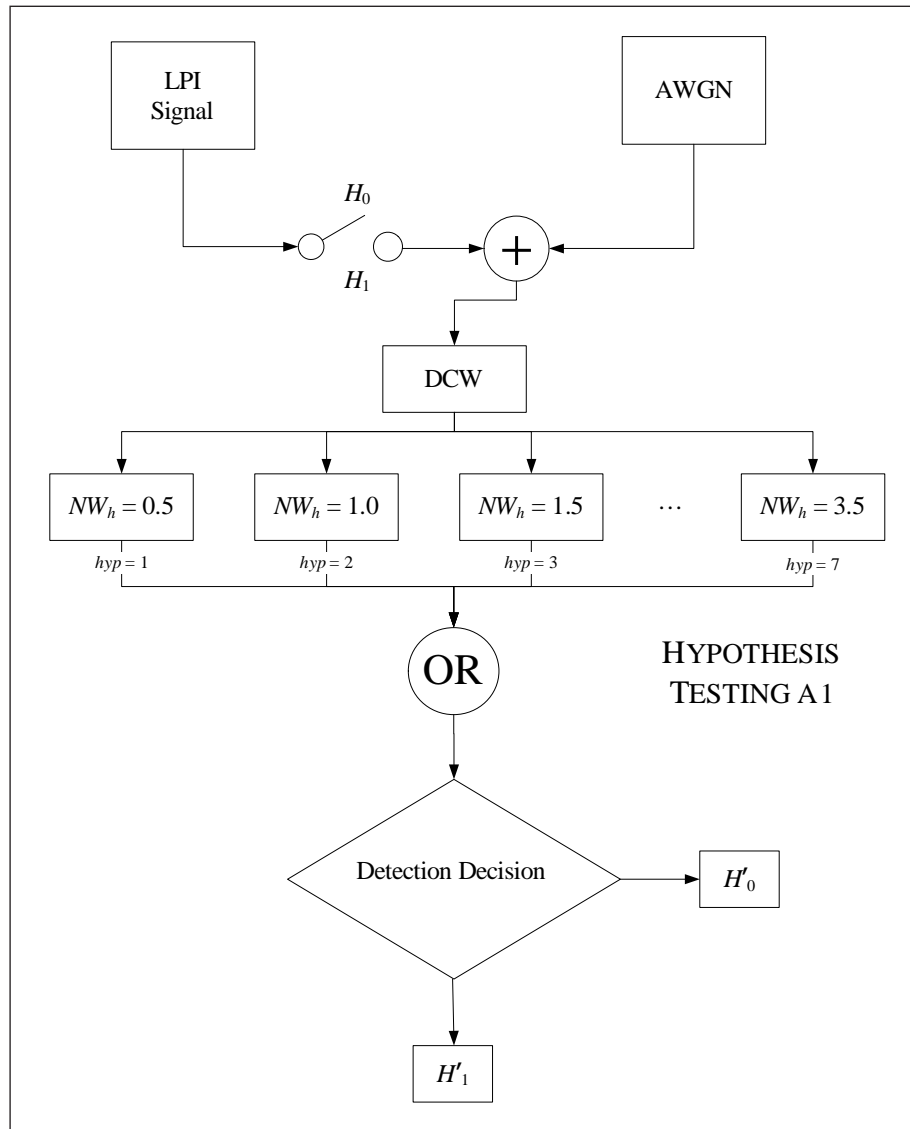 LPI
Signal
AWGN
H₀
H₁
+
DCW
NWₕ = 0.5
NWₕ = 1.0
NWₕ = 1.5
...
NWₕ = 3.5
hyp = 1
hyp = 2
hyp = 3
hyp = 7
OR
HYPOTHESIS
TESTING A1
Detection Decision
H′₀
H′₁